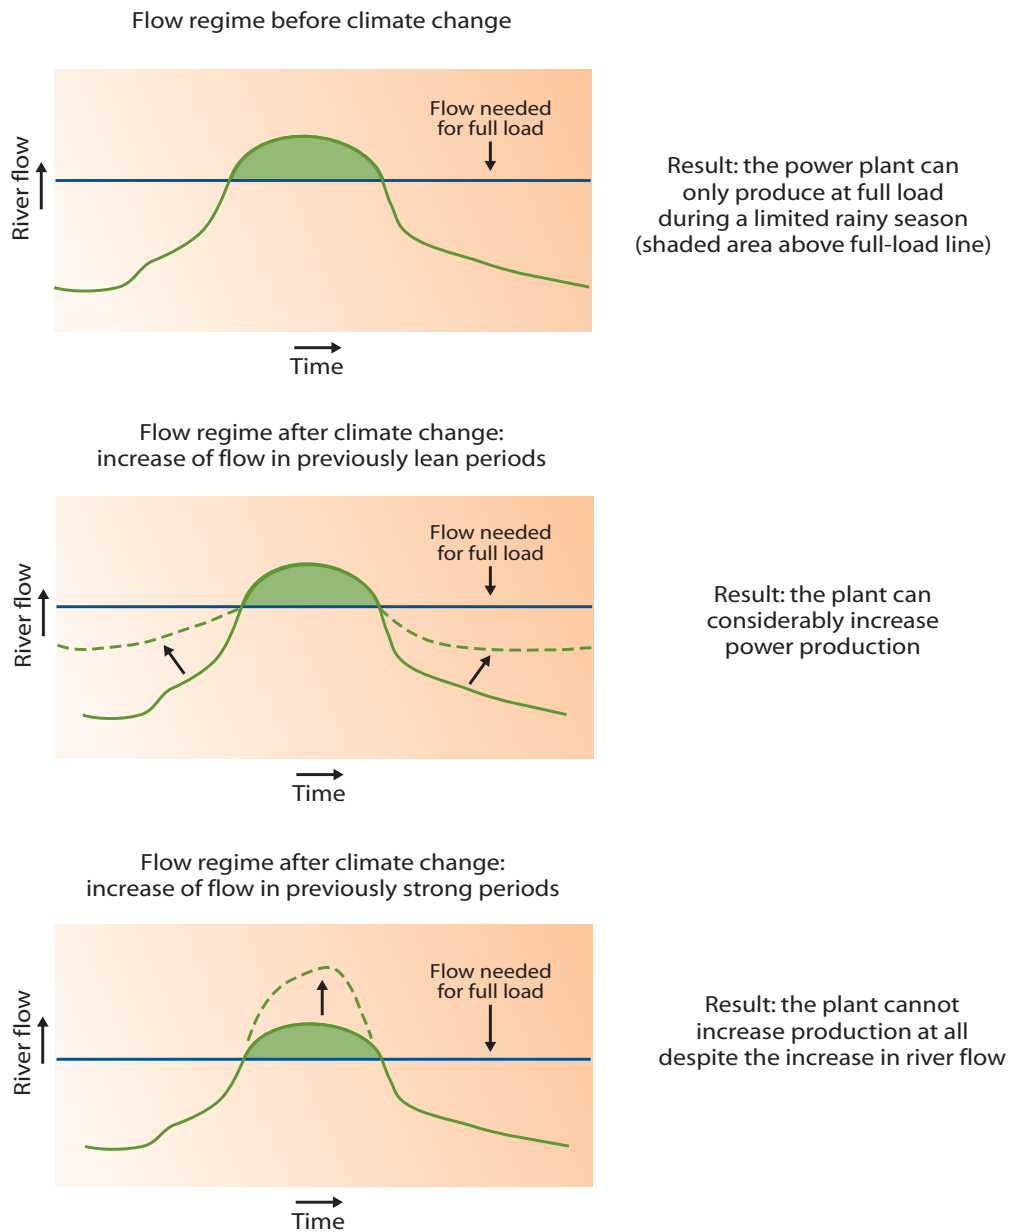 Flow regime before climate change
Flow needed
for full load
River flow
Time
Result: the power plant can
only produce at full load
during a limited rainy season
(shaded area above full-load line)
Flow regime after climate change:
increase of flow in previously lean periods
Flow needed
for full load
River flow
Time
Result: the plant can
considerably increase
power production
Flow regime after climate change:
increase of flow in previously strong periods
Flow needed
for full load
River flow
Time
Result: the plant cannot
increase production at all
despite the increase in river flow